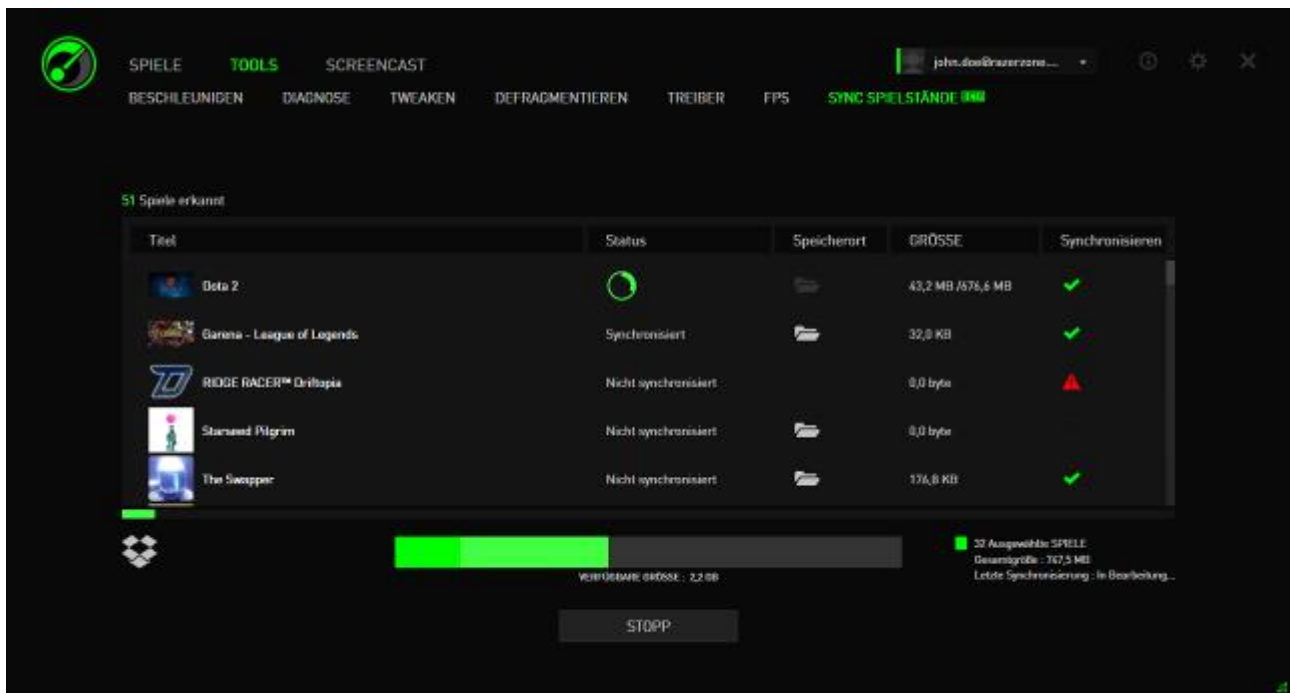 SPIELE TOOLS SCREENCAST john.doe@razerzone....
BESCHLEUNIGEN DIAGNOSE TWEAKEN DEFRAGMENTIEREN TREIBER FPS SYNC SPIELSTÄNDE BETA
51 Spiele erkannt
Titel Status Speicherort GRÖSSE Synchronisieren
Dota 2 43,2 MB /676,6 MB
Garena - League of Legends Synchronisiert 32,0 KB
RIDGE RACER™ Driftopia Nicht synchronisiert 0,0 byte
Starseed Pilgrim Nicht synchronisiert 0,0 byte
The Swapper Nicht synchronisiert 176,8 KB
32 Ausgewählte SPIELE
Gesamtgröße : 767,5 MB
Letzte Synchronisierung : In Bearbeitung...
VERFÜGBARE GRÖSSE : 2,2 GB
STOPP